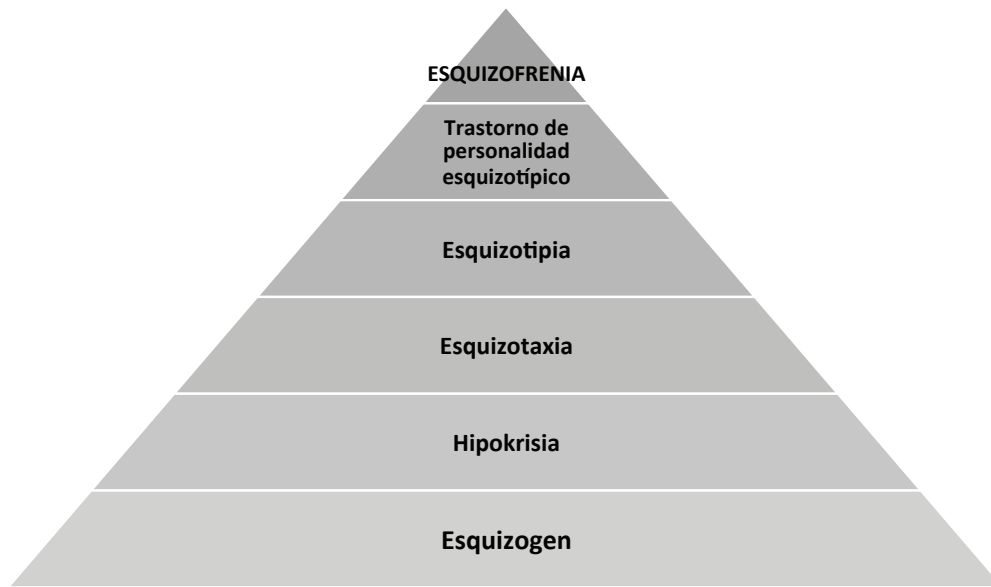 ESQUIZOFRENIA
Trastorno de
personalidad
esquizotípico
Esquizotipia
Esquizotaxia
Hipokrisia
Esquizogen